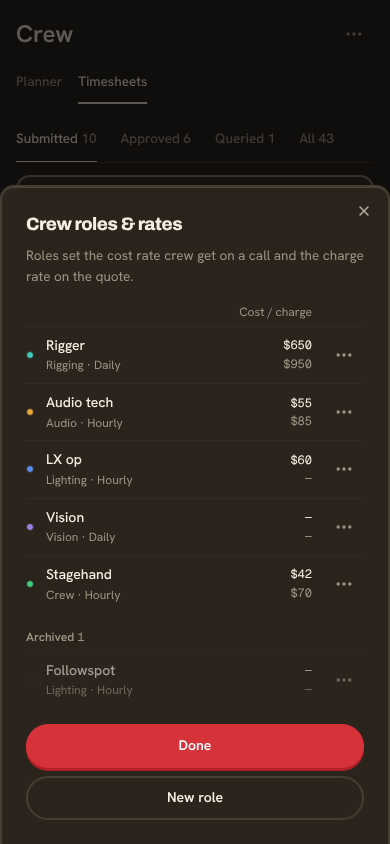 Crew
Planner Timesheets
Submitted 10 Approved 6 Queried 1 All 43
Crew roles & rates
Roles set the cost rate crew get on a call and the charge
rate on the quote.
Cost / charge
Rigger $650
Rigging · Daily $950
Audio tech $55
Audio · Hourly $85
LX op $60
Lighting · Hourly –
Vision –
Vision · Daily –
Stagehand $42
Crew · Hourly $70
Archived 1
Followspot –
Lighting · Hourly –
Done
New role